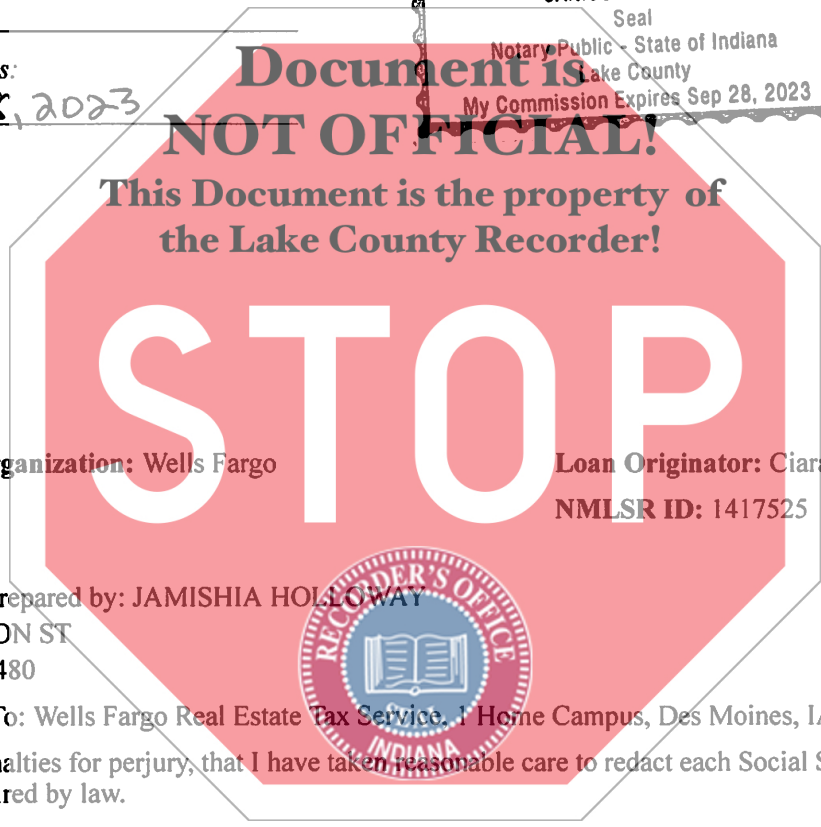 Seal
Notary Public - State of Indiana
Lake County
My Commission Expires Sep 28, 2023
s:
, 2023
Document is
NOT OFFICIAL!
This Document is the property of
the Lake County Recorder!
STOP
ganization: Wells Fargo
Loan Originator: Ciara
NMLSR ID: 1417525
repared by: JAMISHIA HOLLOWAY
ON ST
480
RECORDER'S OFFICE
INDIANA
To: Wells Fargo Real Estate Tax Service, 1 Home Campus, Des Moines, IA
alties for perjury, that I have taken reasonable care to redact each Social S
red by law.